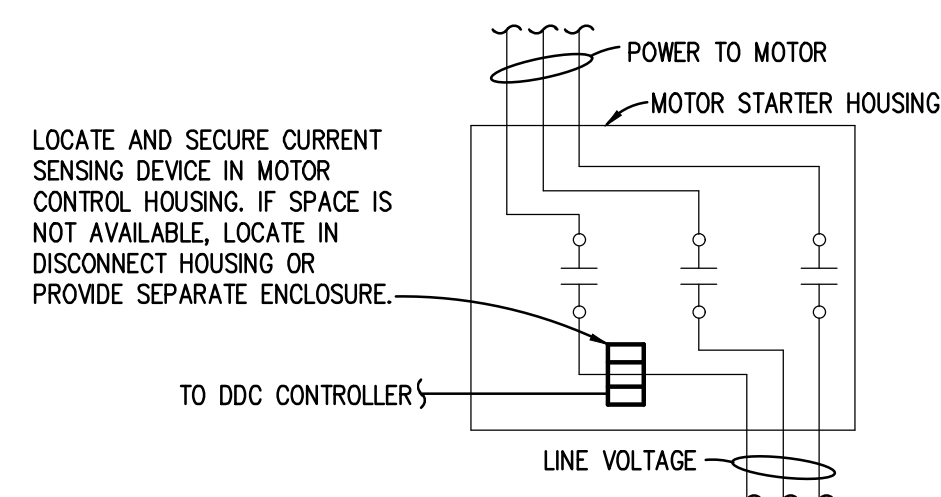 POWER TO MOTOR
MOTOR STARTER HOUSING
LOCATE AND SECURE CURRENT
SENSING DEVICE IN MOTOR
CONTROL HOUSING. IF SPACE IS
NOT AVAILABLE, LOCATE IN
DISCONNECT HOUSING OR
PROVIDE SEPARATE ENCLOSURE.
TO DDC CONTROLLER
LINE VOLTAGE